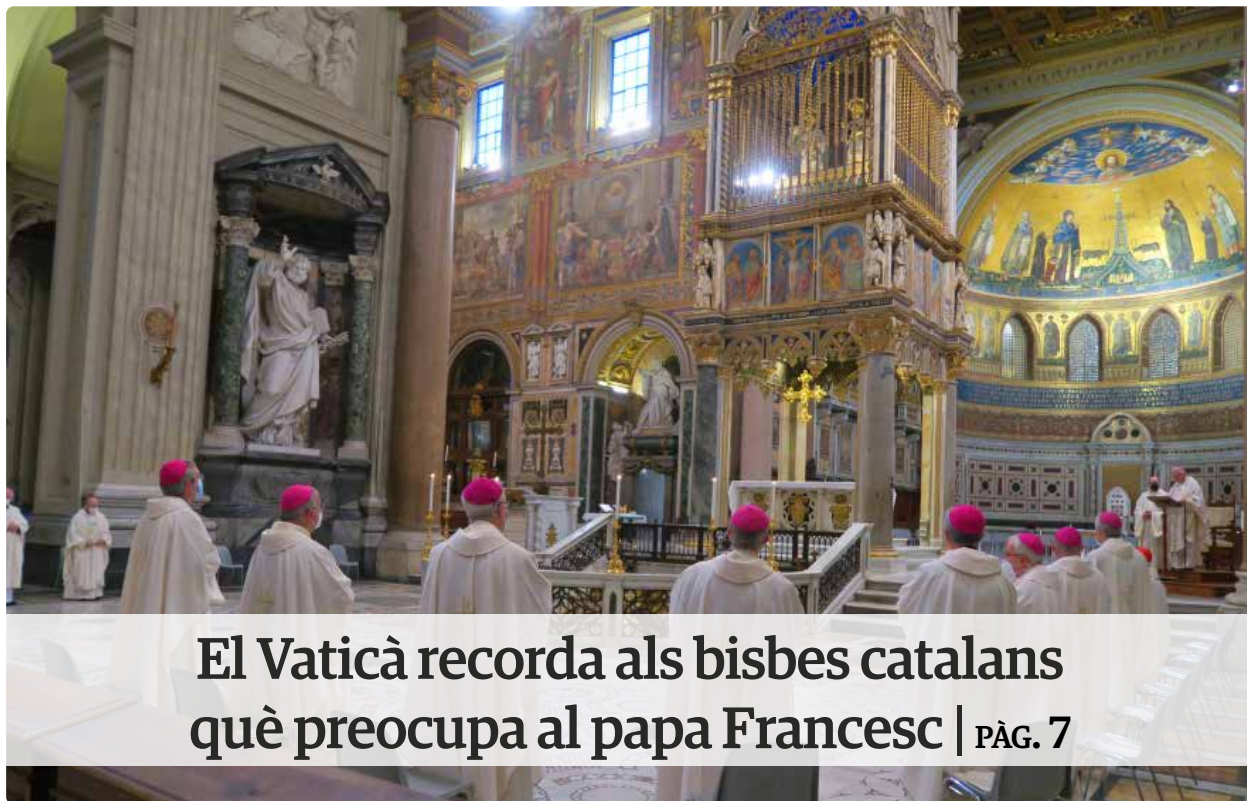 El Vaticà recorda als bisbes catalans
què preocupa al papa Francesc | PÀG. 7